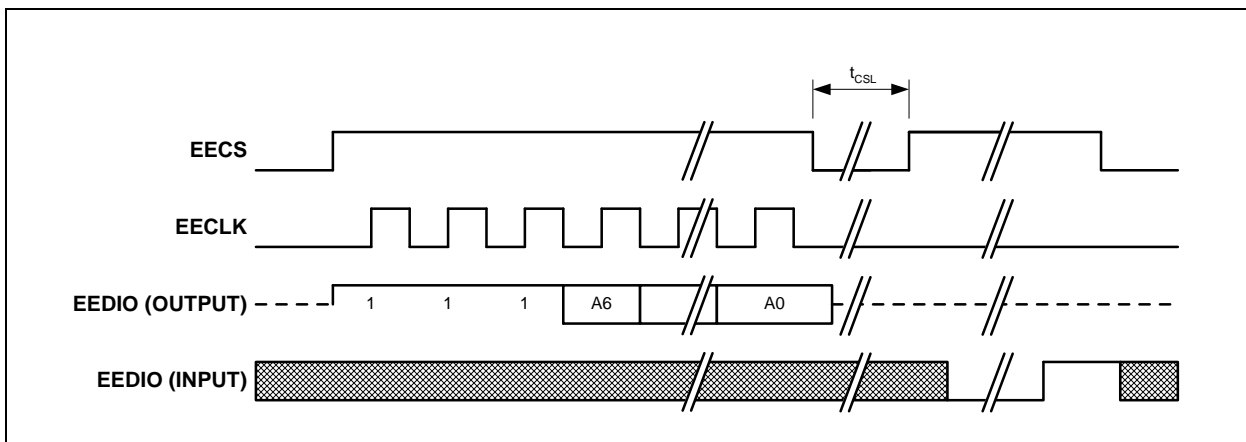 tCSL
EECS
EECLK
EEDIO (OUTPUT)
1 1 1 A6 A0
EEDIO (INPUT)